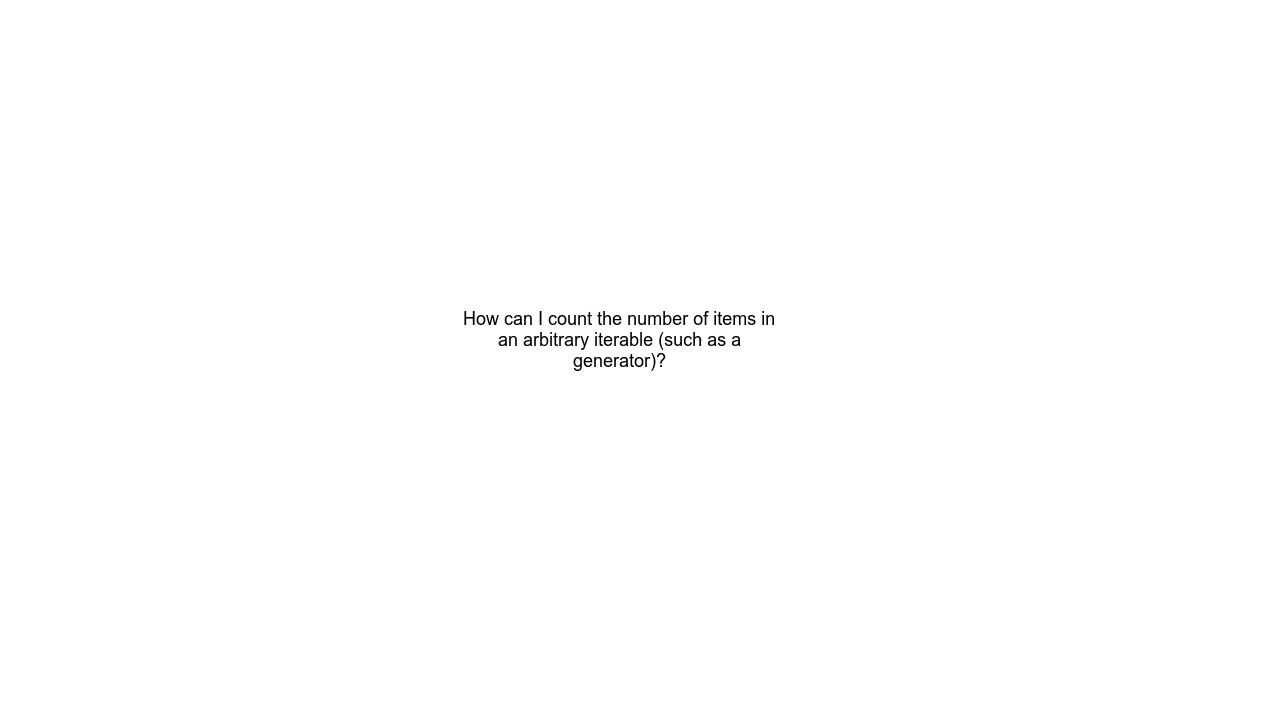 How can I count the number of items in
an arbitrary iterable (such as a
generator)?